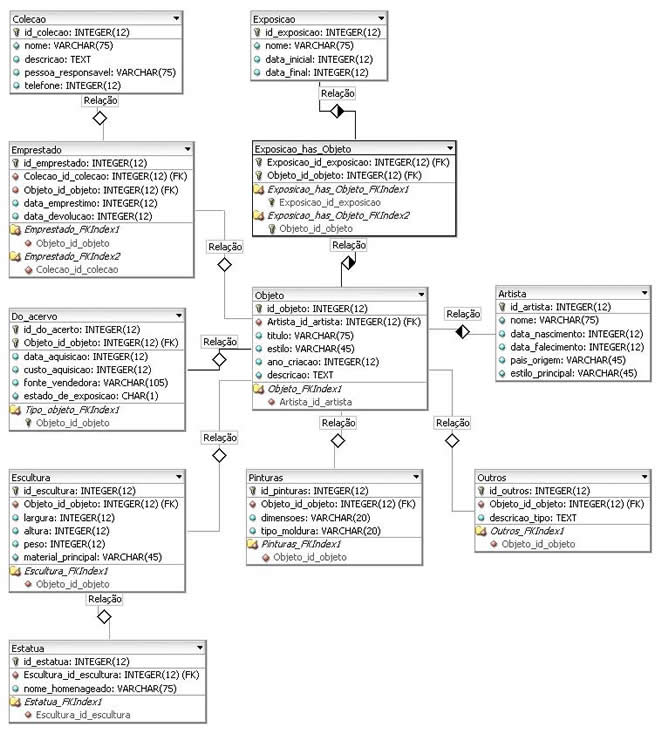 Colecao
id_colecao: INTEGER(12)
nome: VARCHAR(75)
descricao: TEXT
pessoa_responsavel: VARCHAR(75)
telefone: INTEGER(12)
Relação
Exposicao
id_exposicao: INTEGER(12)
nome: VARCHAR(75)
data_inicial: INTEGER(12)
data_final: INTEGER(12)
Relação
Emprestado
id_emprestado: INTEGER(12)
Colecao_id_colecao: INTEGER(12) (FK)
Objeto_id_objeto: INTEGER(12) (FK)
data_emprestimo: INTEGER(12)
data_devolucao: INTEGER(12)
Emprestado_FKIndex1
Objeto_id_objeto
Emprestado_FKIndex2
Colecao_id_colecao
Relação
Exposicao_has_Objeto
Exposicao_id_exposicao: INTEGER(12) (FK)
Objeto_id_objeto: INTEGER(12) (FK)
Exposicao_has_Objeto_FKIndex1
Exposicao_id_exposicao
Exposicao_has_Objeto_FKIndex2
Objeto_id_objeto
Relação
Objeto
id_objeto: INTEGER(12)
Artista_id_artista: INTEGER(12) (FK)
titulo: VARCHAR(75)
estilo: VARCHAR(45)
ano_criacao: INTEGER(12)
descricao: TEXT
Objeto_FKIndex1
Artista_id_artista
Relação
Artista
id_artista: INTEGER(12)
nome: VARCHAR(75)
data_nascimento: INTEGER(12)
data_falecimento: INTEGER(12)
pais_origem: VARCHAR(45)
estilo_principal: VARCHAR(45)
Do_acervo
id_do_acerto: INTEGER(12)
Objeto_id_objeto: INTEGER(12) (FK)
data_aquisicao: INTEGER(12)
custo_aquisicao: INTEGER(12)
fonte_vendedora: VARCHAR(105)
estado_de_exposicao: CHAR(1)
Tipo_objeto_FKIndex1
Objeto_id_objeto
Relação
Relação
Relação
Relação
Escultura
id_escultura: INTEGER(12)
Objeto_id_objeto: INTEGER(12) (FK)
largura: INTEGER(12)
altura: INTEGER(12)
peso: INTEGER(12)
material_principal: VARCHAR(45)
Escultura_FKIndex1
Objeto_id_objeto
Relação
Pinturas
id_pinturas: INTEGER(12)
Objeto_id_objeto: INTEGER(12) (FK)
dimensoes: VARCHAR(20)
tipo_moldura: VARCHAR(20)
Pinturas_FKIndex1
Objeto_id_objeto
Outros
id_outros: INTEGER(12)
Objeto_id_objeto: INTEGER(12) (FK)
descricao_tipo: TEXT
Outros_FKIndex1
Objeto_id_objeto
Estatua
id_estatua: INTEGER(12)
Escultura_id_escultura: INTEGER(12) (FK)
nome_homenageado: VARCHAR(75)
Estatua_FKIndex1
Escultura_id_escultura